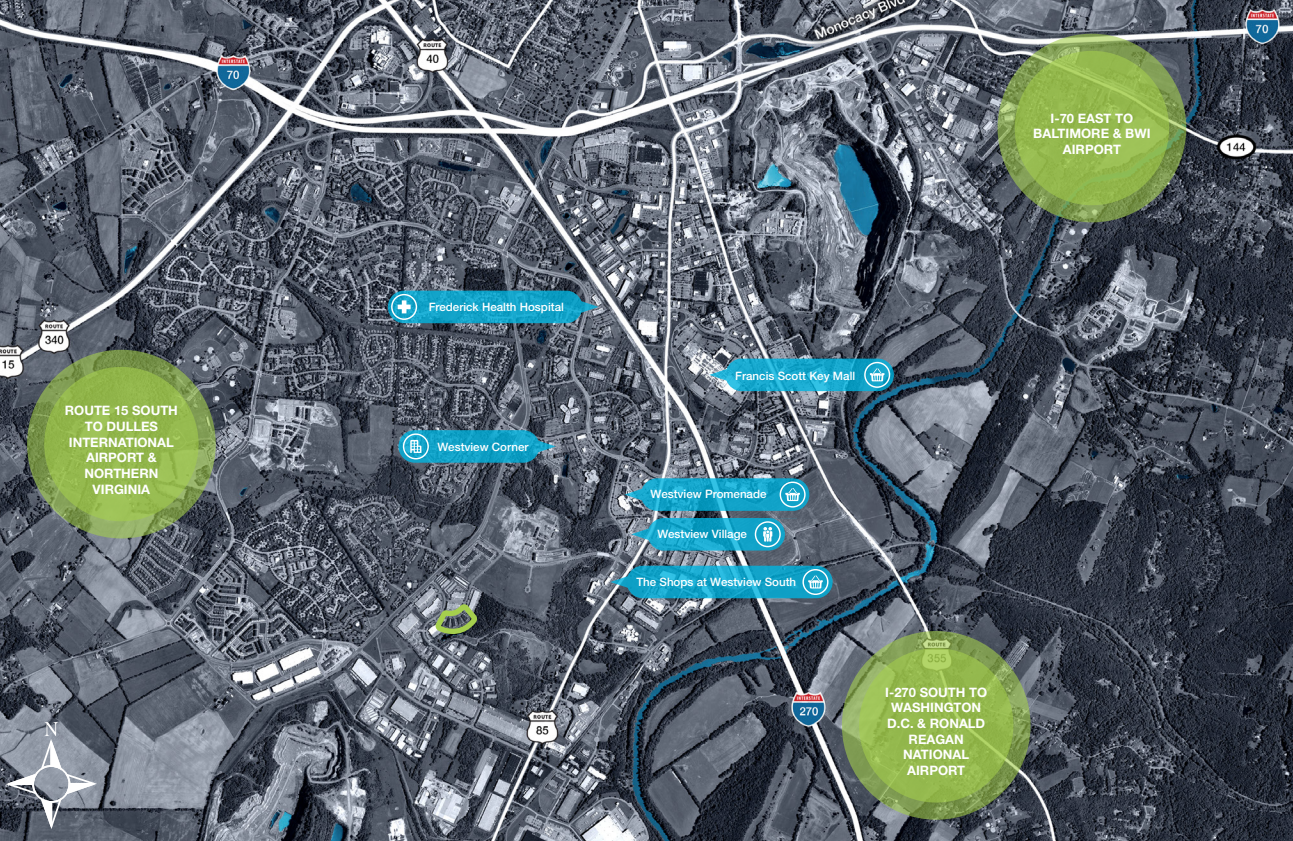 Monocacy Blvd
INTERSTATE
70
ROUTE
40
INTERSTATE
70
I-70 EAST TO
BALTIMORE & BWI
AIRPORT
144
Frederick Health Hospital
ROUTE
340
ROUTE
15
Francis Scott Key Mall
ROUTE 15 SOUTH
TO DULLES
INTERNATIONAL
AIRPORT &
NORTHERN
VIRGINIA
Westview Corner
Westview Promenade
Westview Village
The Shops at Westview South
ROUTE
355
I-270 SOUTH TO
WASHINGTON
D.C. & RONALD
REAGAN
NATIONAL
AIRPORT
INTERSTATE
270
ROUTE
85
N